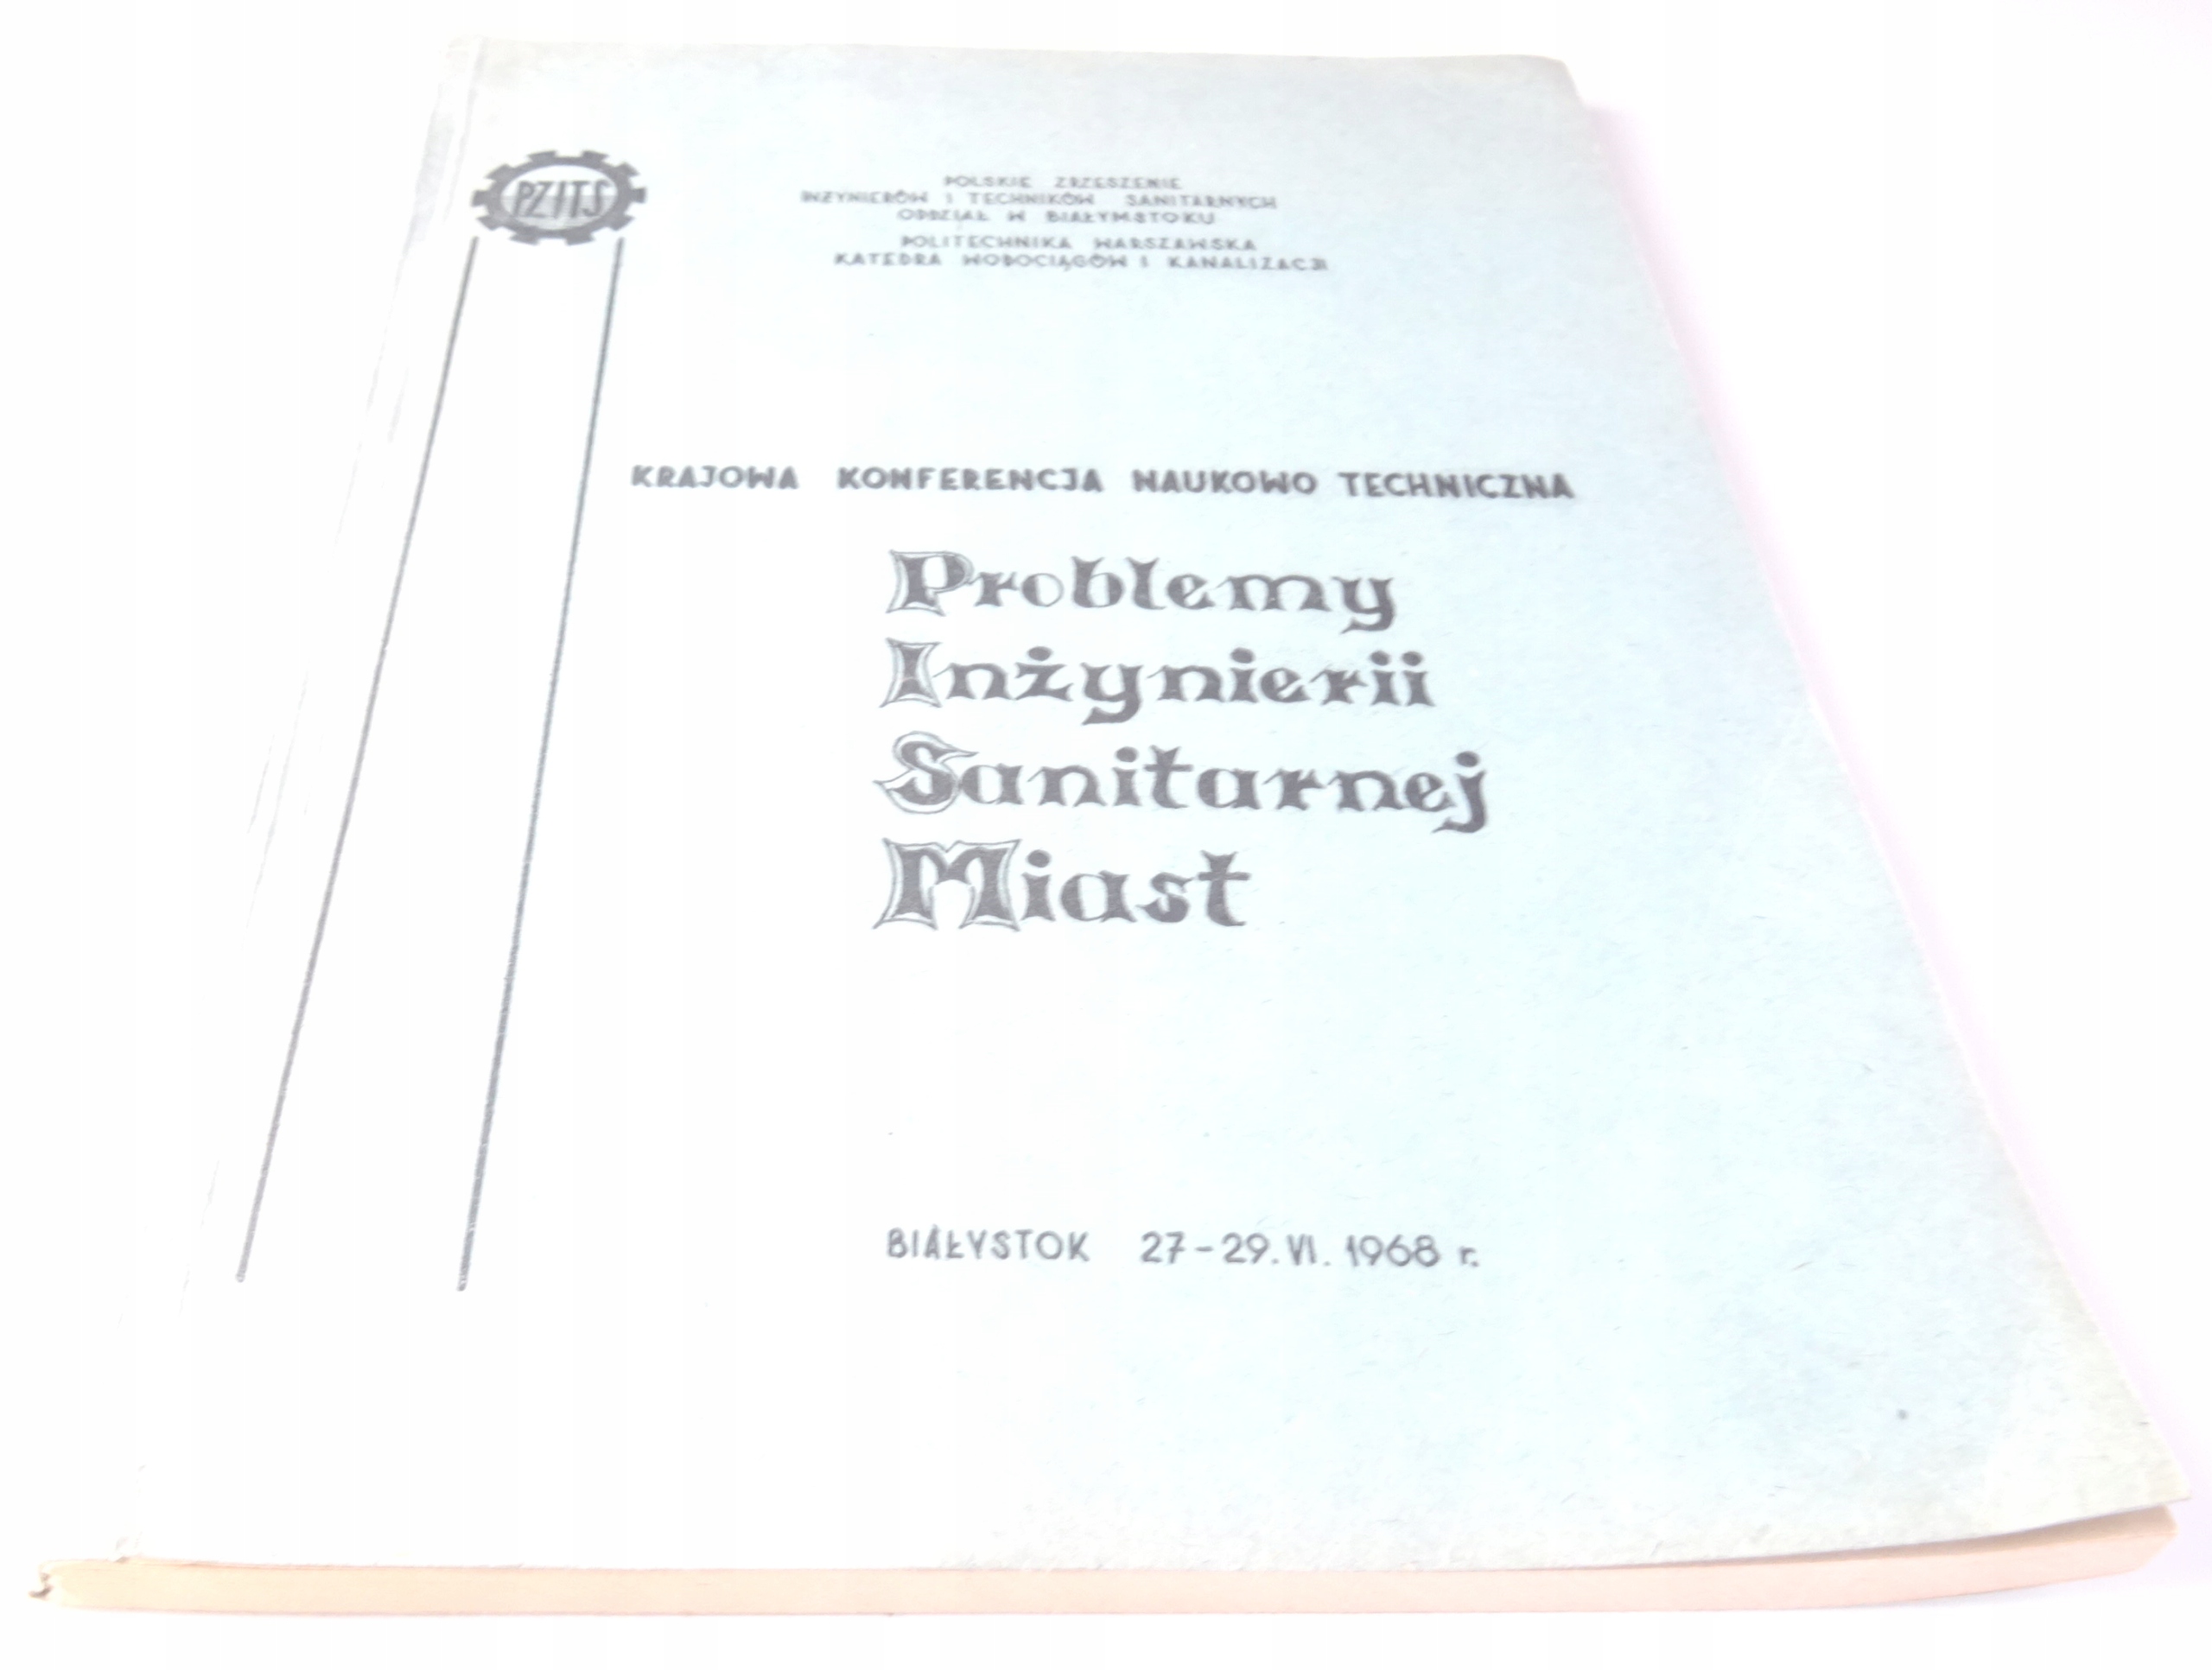 PZITS
POLSKIE ZRZESZENIE
INŻYNIERÓW I TECHNIKÓW SANITARNYCH
ODDZIAŁ W BIAŁYMSTOKU
POLITECHNIKA WARSZAWSKA
KATEDRA WODOCIĄGÓW I KANALIZACJI
KRAJOWA KONFERENCJA NAUKOWO TECHNICZNA
Problemy
Inżynierii
Sanitarnej
Miast
BIAŁYSTOK 27-29.VI.1968 r.